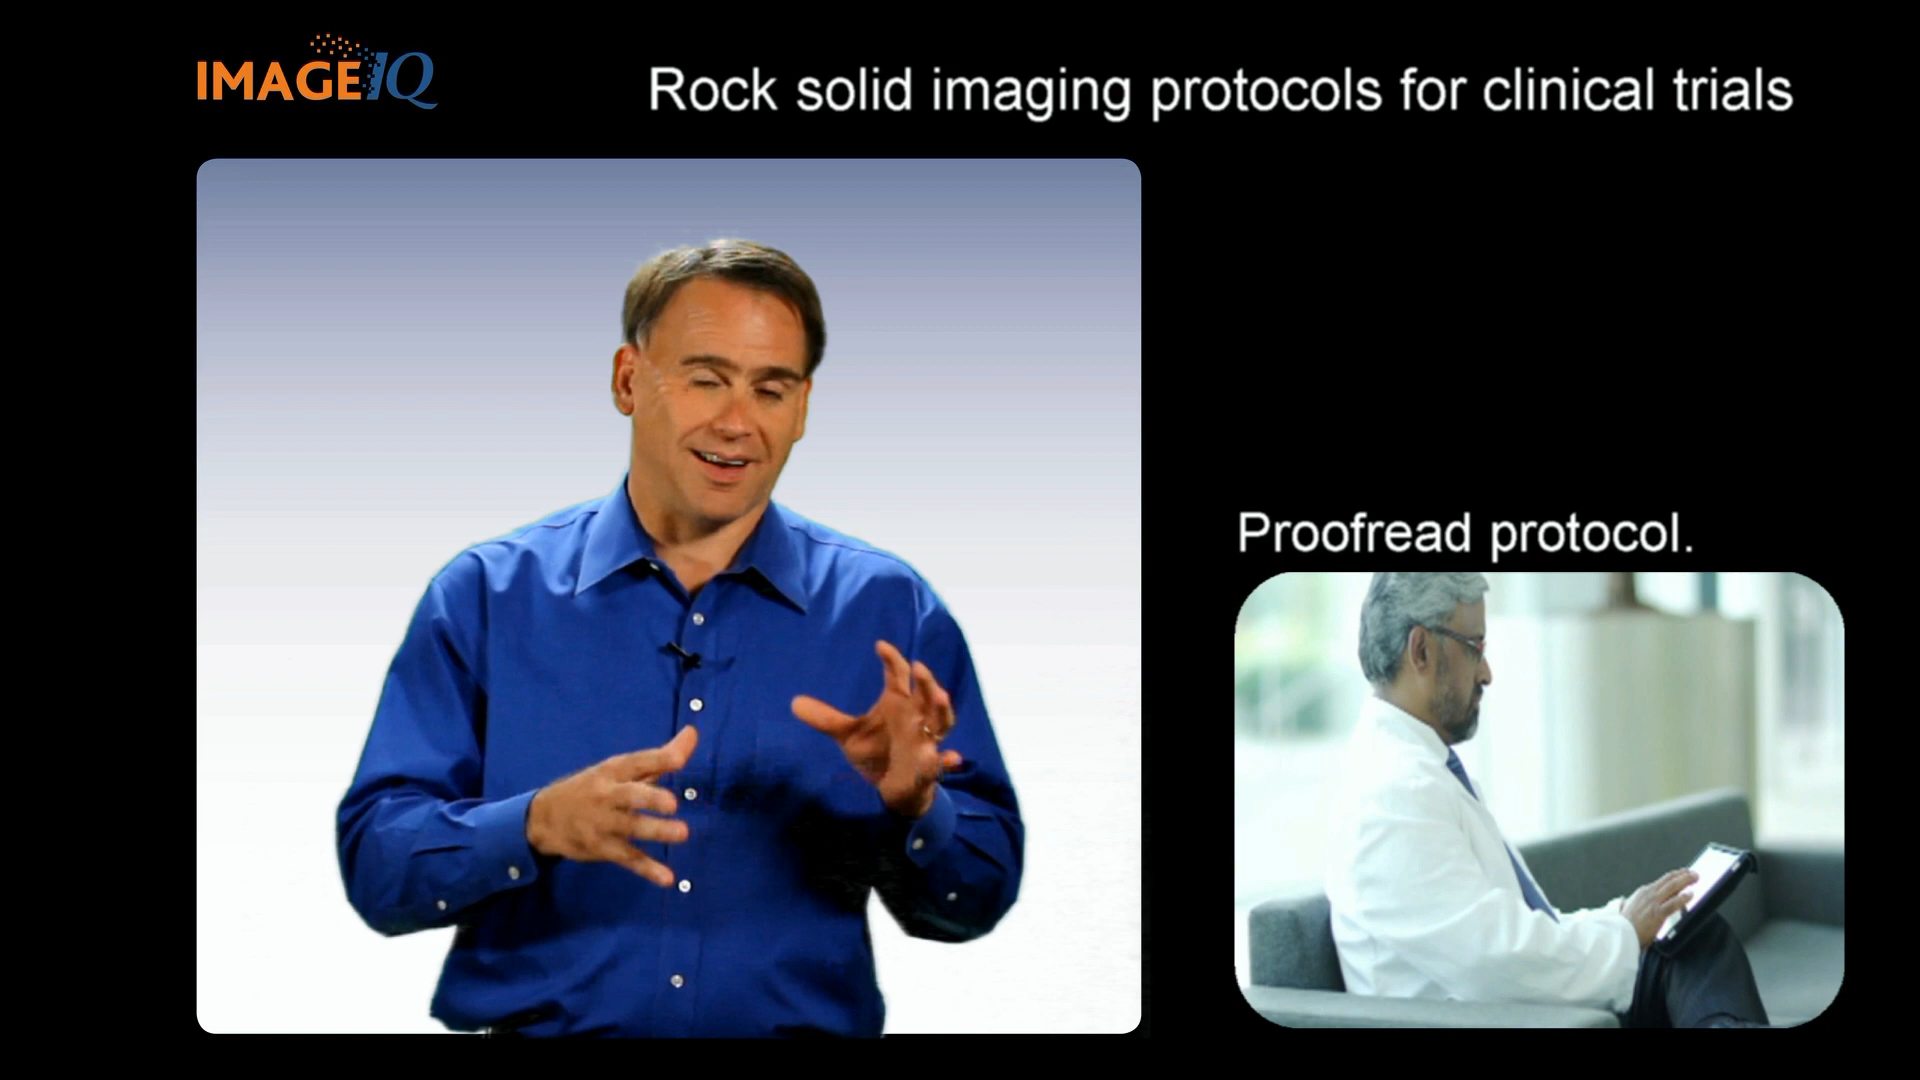 IMAGEIQ
Rock solid imaging protocols for clinical trials
Proofread protocol.